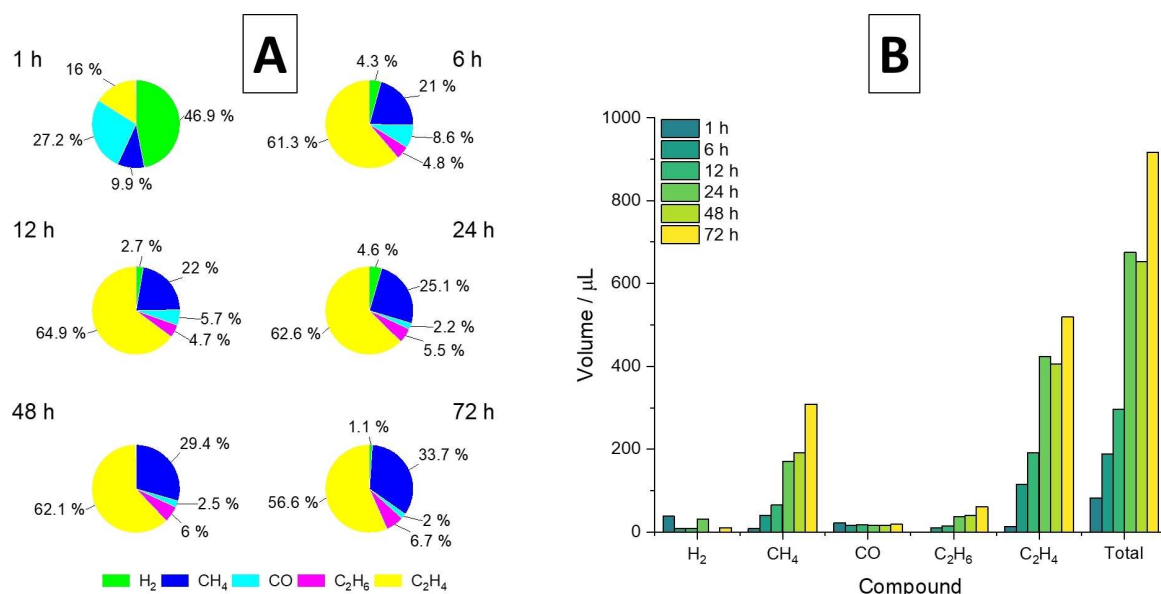 A
1 h
16 %
46.9 %
27.2 %
9.9 %
6 h
4.3 %
21 %
8.6 %
4.8 %
61.3 %
12 h
2.7 %
22 %
5.7 %
4.7 %
64.9 %
24 h
4.6 %
25.1 %
2.2 %
5.5 %
62.6 %
48 h
29.4 %
2.5 %
6 %
62.1 %
72 h
1.1 %
33.7 %
2 %
6.7 %
56.6 %
H₂ CH₄ CO C₂H₆ C₂H₄
B
1 h
6 h
12 h
24 h
48 h
72 h
Volume / µL
1000
800
600
400
200
0
H₂ CH₄ CO C₂H₆ C₂H₄ Total
Compound